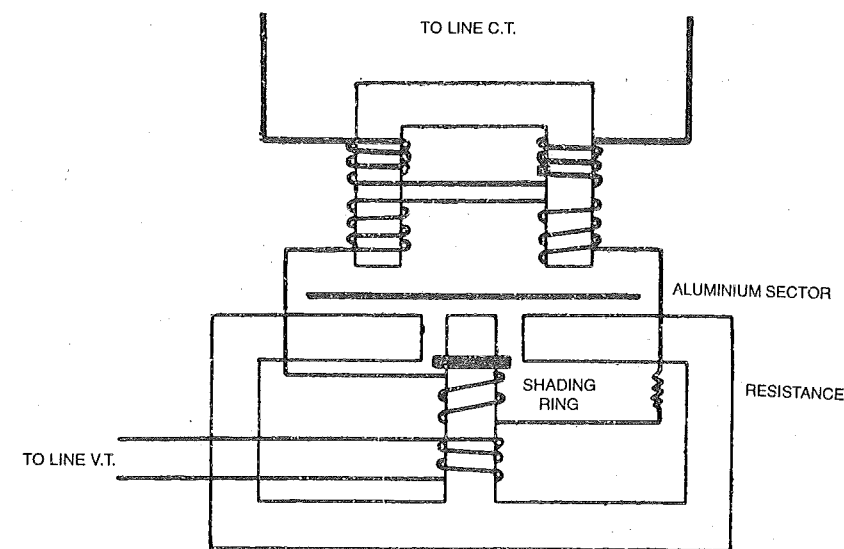 TO LINE C.T.
ALUMINIUM SECTOR
SHADING
RING
RESISTANCE
TO LINE V.T.